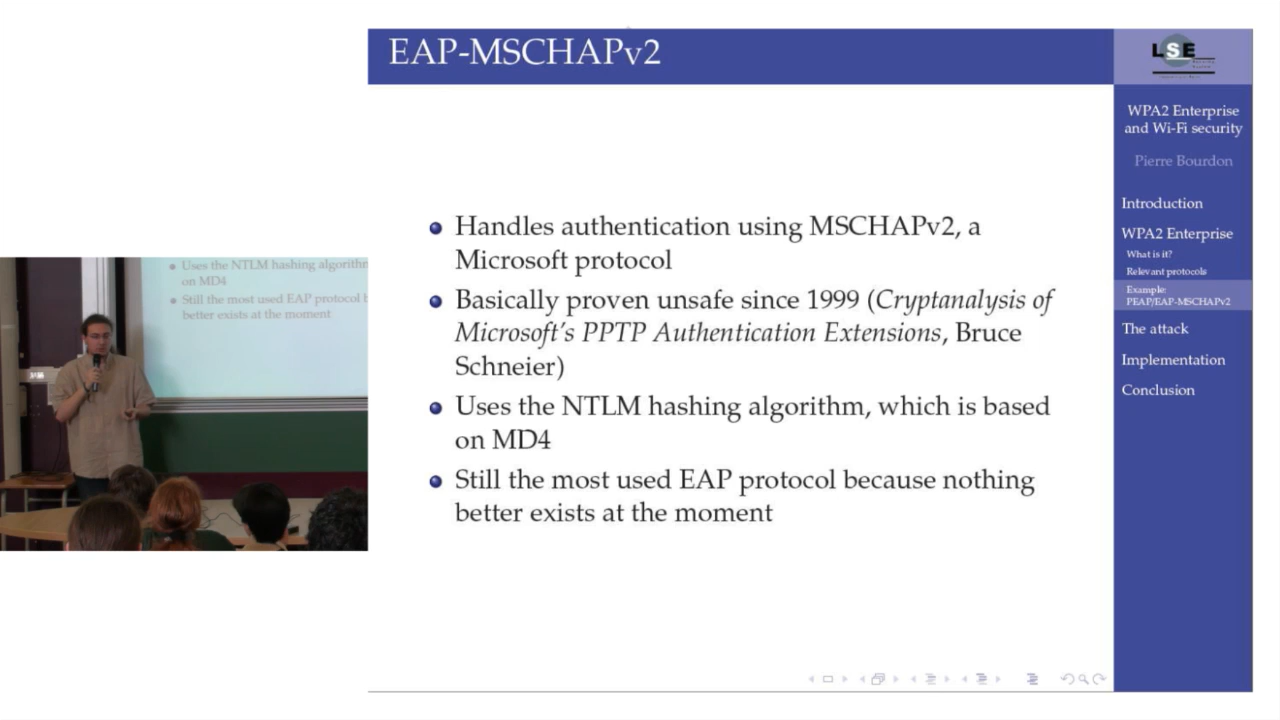 EAP-MSCHAPv2
LSE
WPA2 Enterprise
and Wi-Fi security
Pierre Bourdon
Introduction
WPA2 Enterprise
What is it?
Relevant protocols
Example:
PEAP/EAP-MSCHAPv2
The attack
Implementation
Conclusion
Handles authentication using MSCHAPv2, a
Microsoft protocol
Basically proven unsafe since 1999 (Cryptanalysis of
Microsoft's PPTP Authentication Extensions, Bruce
Schneier)
Uses the NTLM hashing algorithm, which is based
on MD4
Still the most used EAP protocol because nothing
better exists at the moment
Uses the NTLM hashing algorithm
on MD4
Still the most used EAP protocol b
better exists at the moment